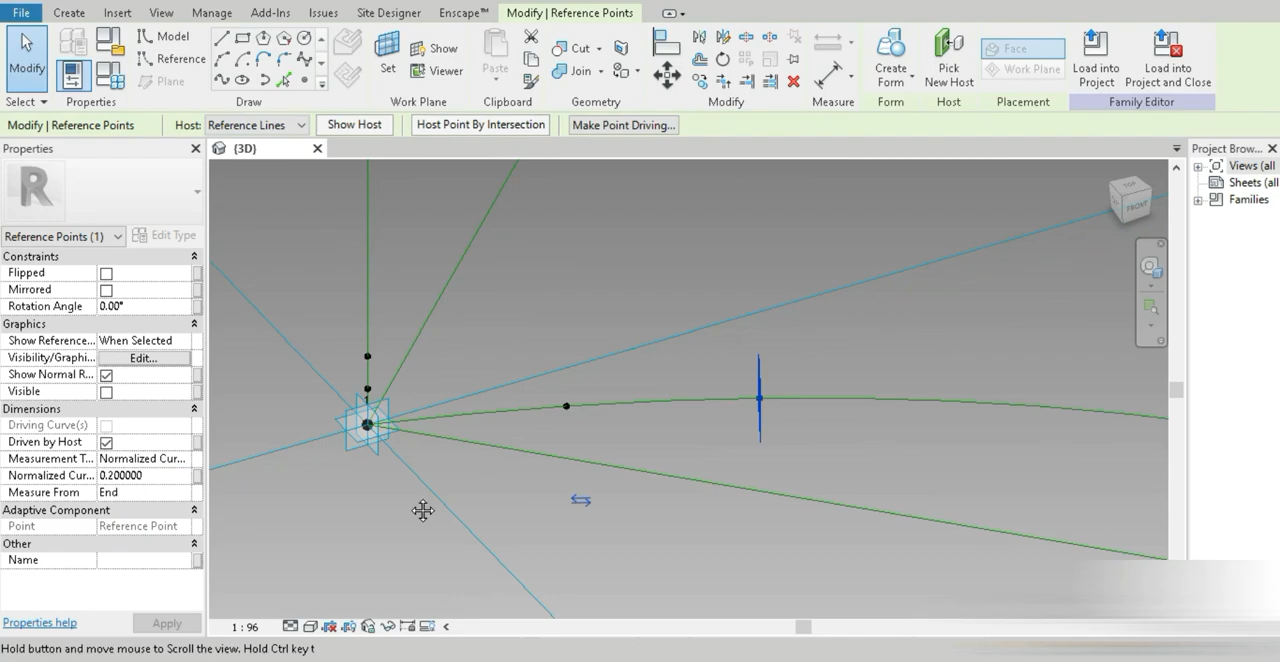 File Create Insert View Manage Add-Ins Issues Site Designer Enscape™ Modify | Reference Points
Modify
Model
Reference
Plane
Set
Show
Viewer
Paste
Cut
Join
Create Form
Pick New Host
Face
Work Plane
Load into Project
Load into Project and Close
Select Properties Draw Work Plane Clipboard Geometry Modify Measure Form Host Placement Family Editor
Modify | Reference Points Host: Reference Lines Show Host Host Point By Intersection Make Point Driving...
Properties {3D} Project Brow...
Views (all
Sheets (all
Families
TOP
FRONT
R
Reference Points (1) Edit Type
Constraints
Flipped
Mirrored
Rotation Angle 0.00°
Graphics
Show Reference... When Selected
Visibility/Graphi... Edit...
Show Normal R...
Visible
Dimensions
Driving Curve(s)
Driven by Host
Measurement T... Normalized Cur...
Normalized Cur... 0.200000
Measure From End
Adaptive Component
Point Reference Point
Other
Name
Properties help Apply
1 : 96
Hold button and move mouse to Scroll the view. Hold Ctrl key t